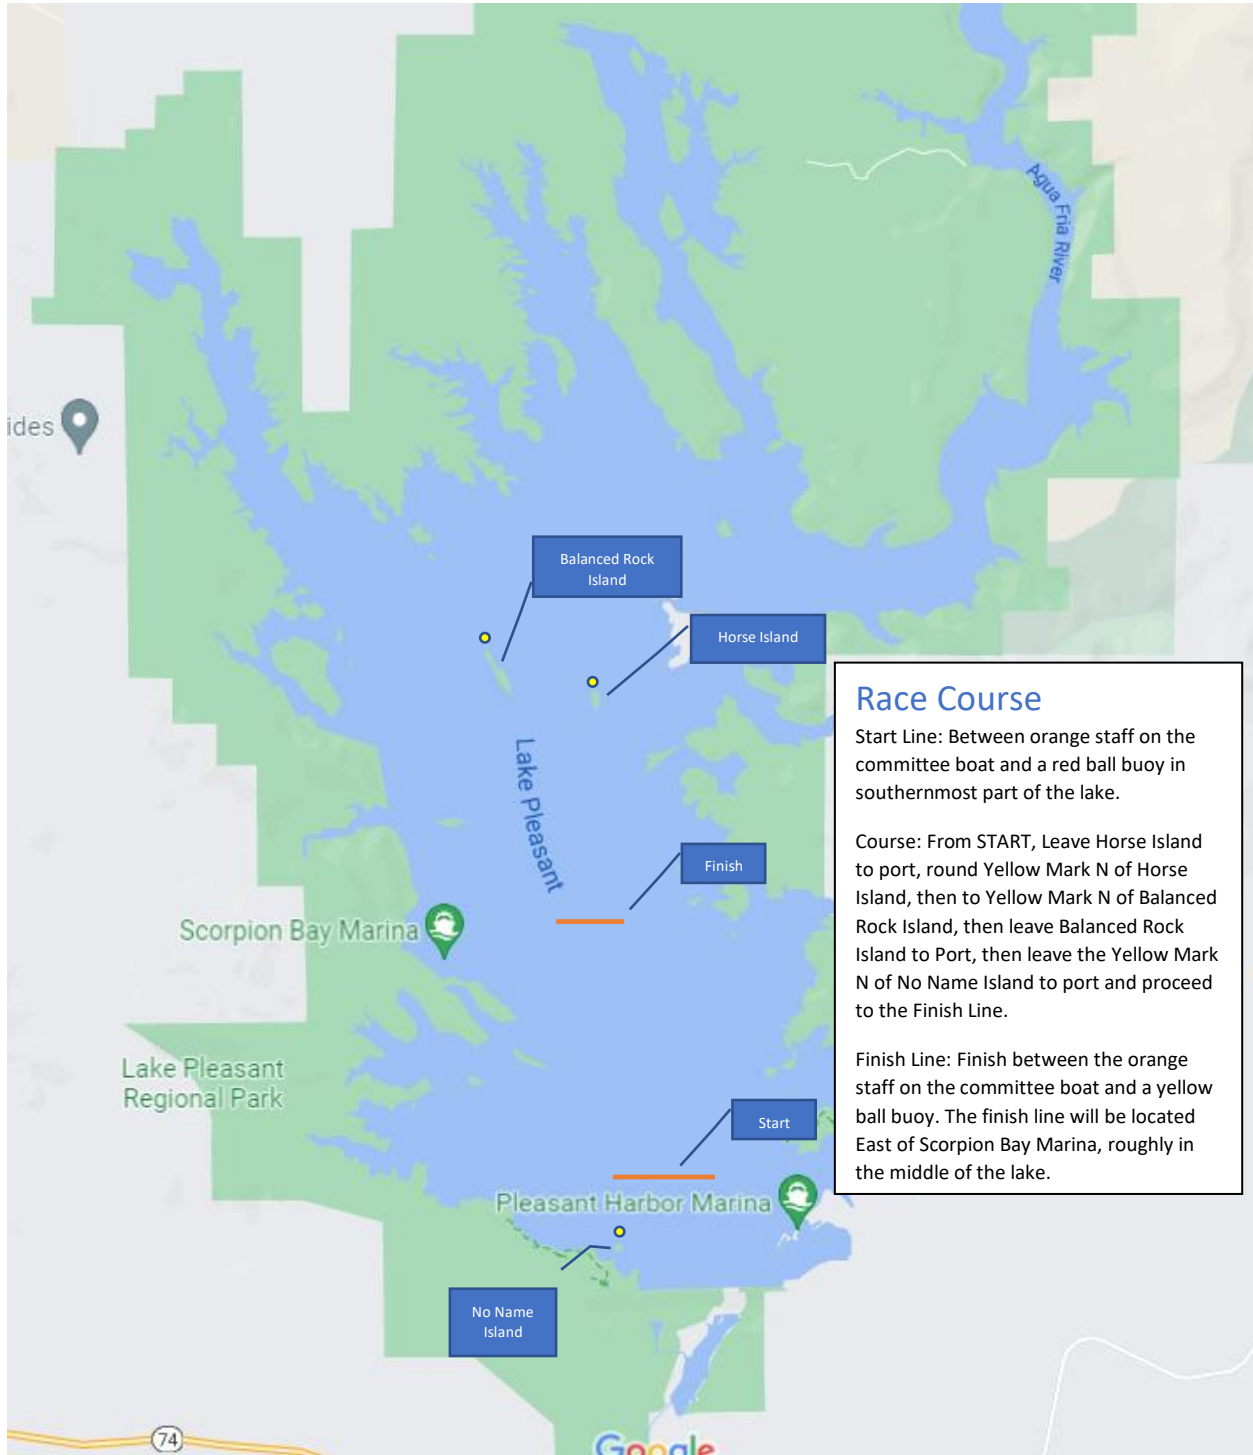 Agua Fria River
ides
Balanced Rock
Island
Horse Island
Lake Pleasant
Finish
Scorpion Bay Marina
Lake Pleasant
Regional Park
Start
Pleasant Harbor Marina
No Name
Island
74
Google
Race Course
Start Line: Between orange staff on the
committee boat and a red ball buoy in
southernmost part of the lake.
Course: From START, Leave Horse Island
to port, round Yellow Mark N of Horse
Island, then to Yellow Mark N of Balanced
Rock Island, then leave Balanced Rock
Island to Port, then leave the Yellow Mark
N of No Name Island to port and proceed
to the Finish Line.
Finish Line: Finish between the orange
staff on the committee boat and a yellow
ball buoy. The finish line will be located
East of Scorpion Bay Marina, roughly in
the middle of the lake.